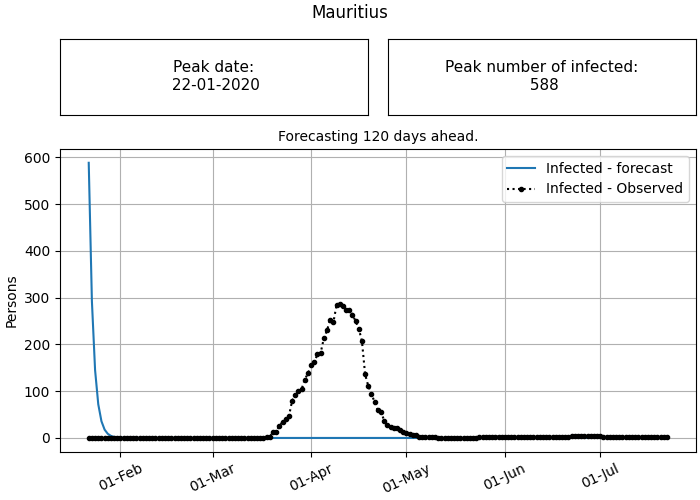 Mauritius
Peak date:
22-01-2020
Peak number of infected:
588
Forecasting 120 days ahead.
Infected - forecast
Infected - Observed
Persons
600
500
400
300
200
100
0
01-Feb
01-Mar
01-Apr
01-May
01-Jun
01-Jul